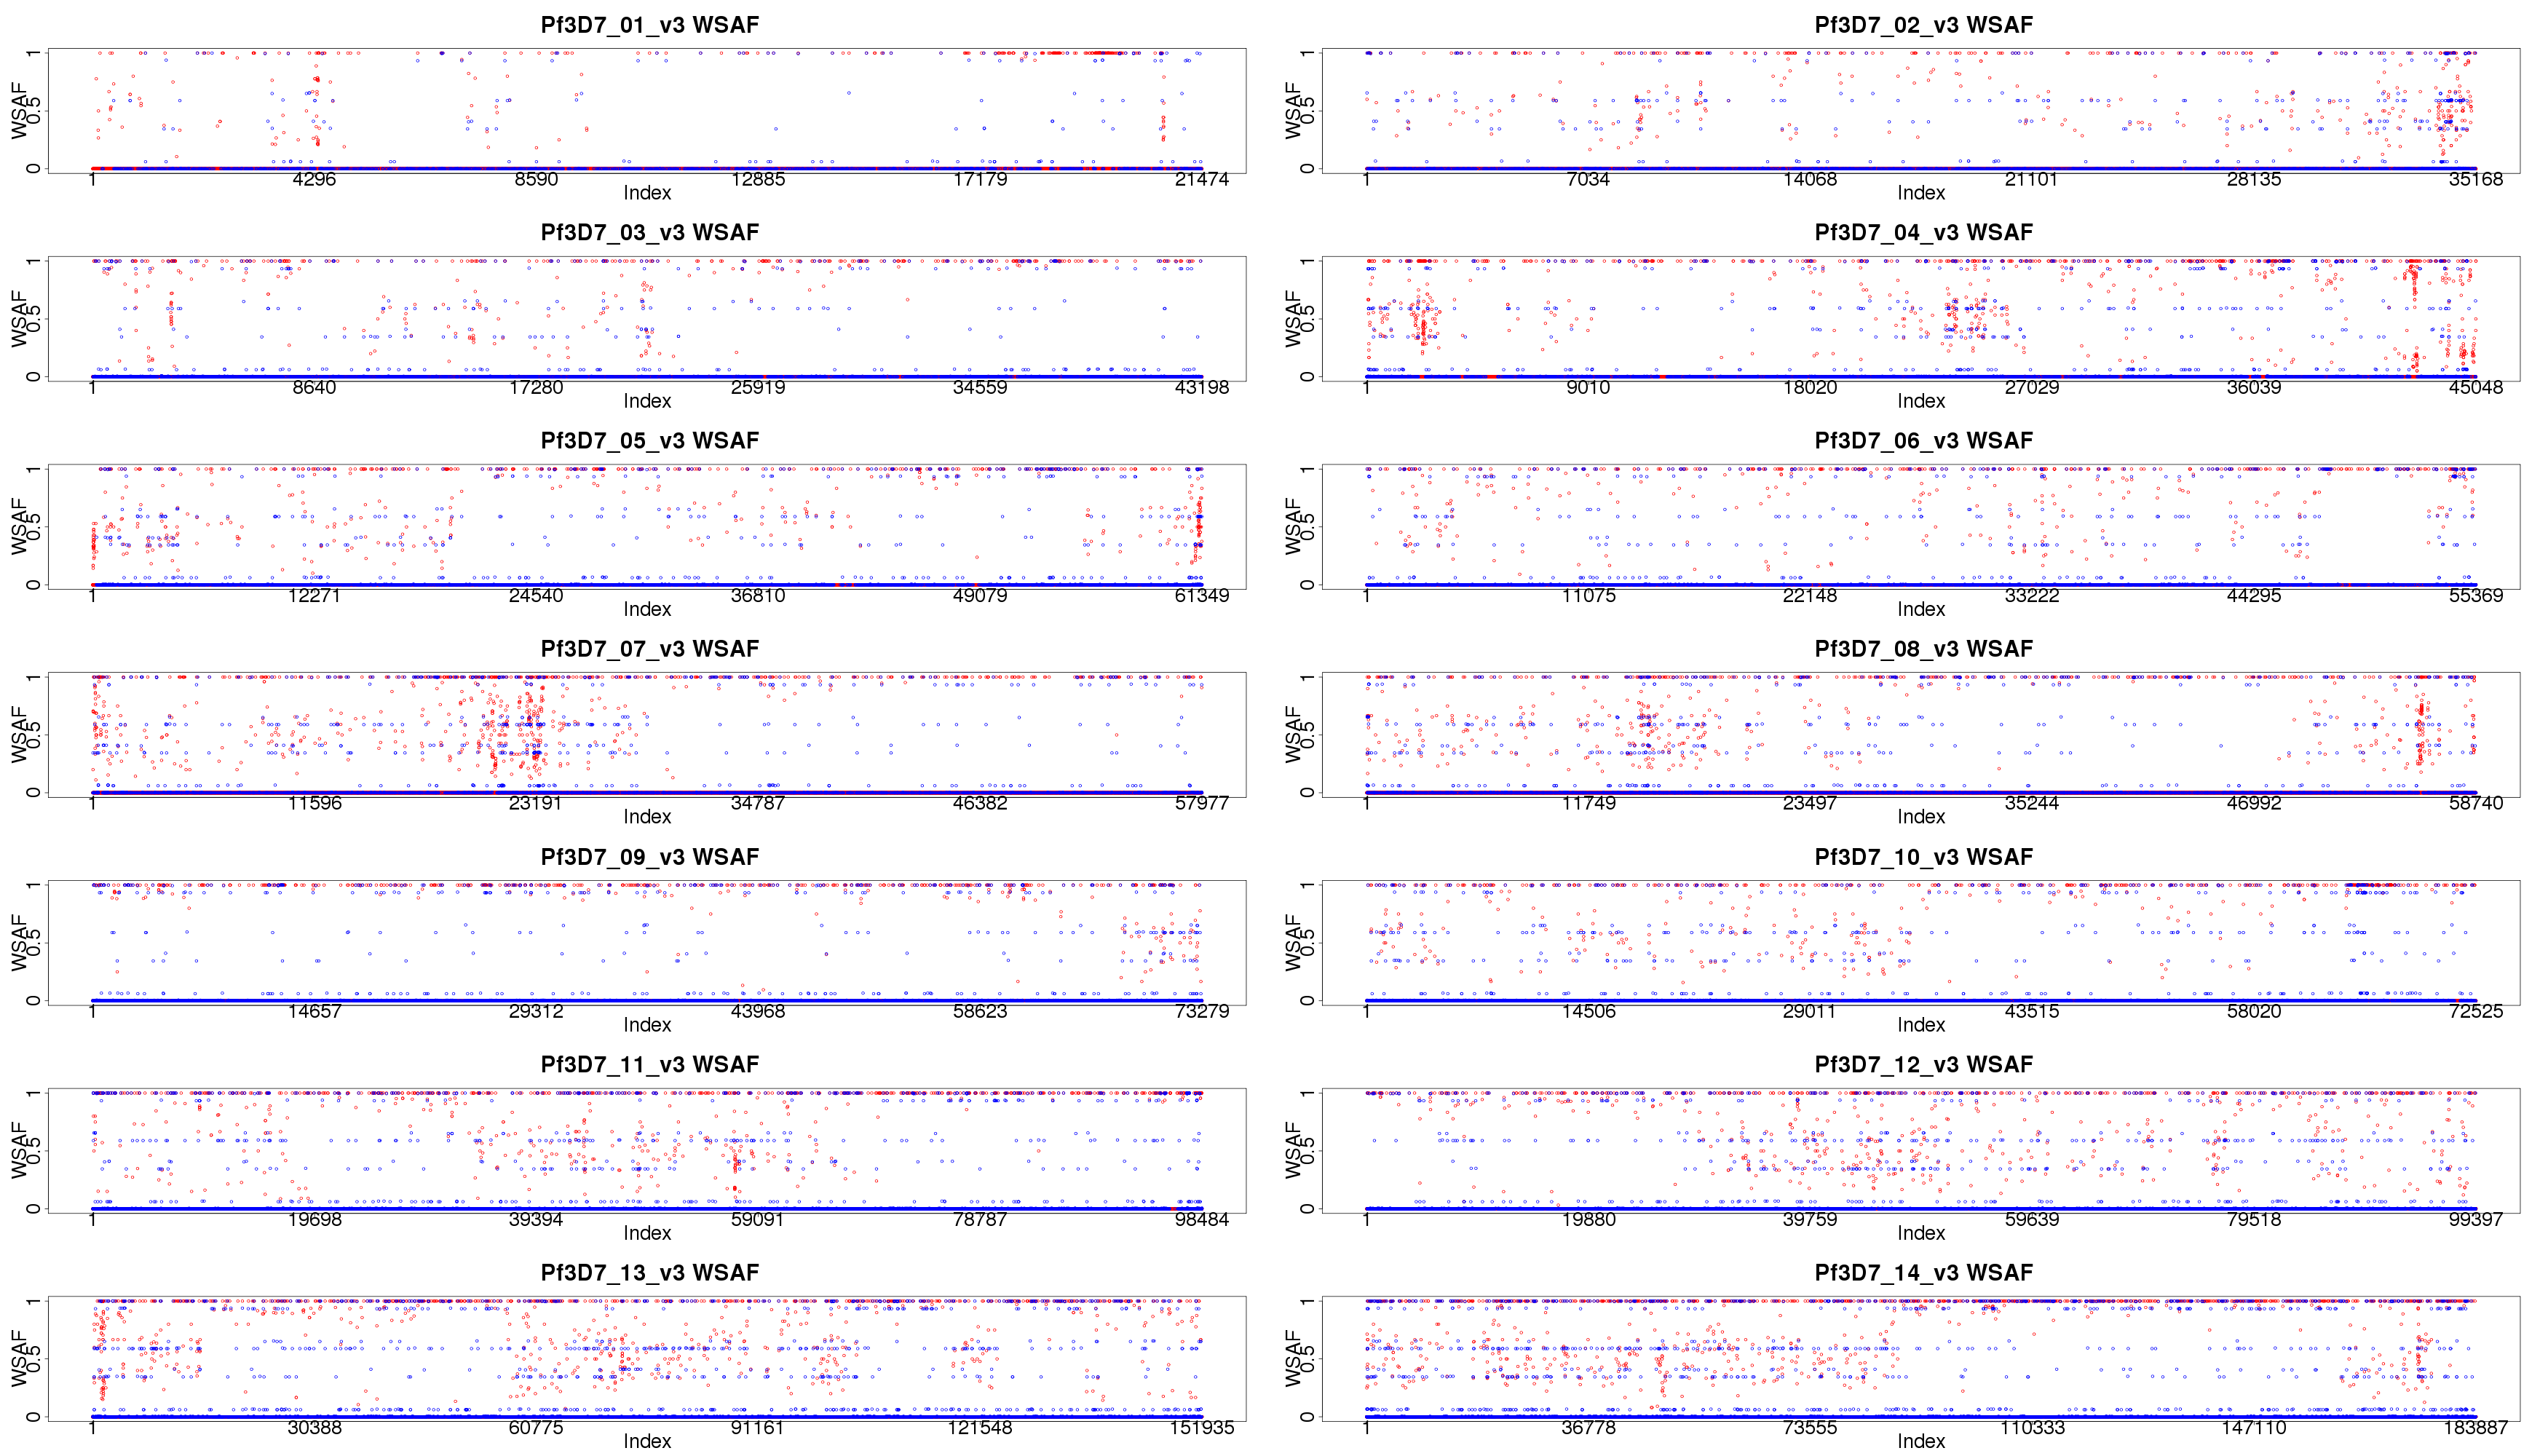 Pf3D7_01_v3 WSAF
WSAF
0 0.5 1
1 4296 8590 12885 17179 21474
Index
Pf3D7_02_v3 WSAF
WSAF
0 0.5 1
1 7034 14068 21101 28135 35168
Index
Pf3D7_03_v3 WSAF
WSAF
0 0.5 1
1 8640 17280 25919 34559 43198
Index
Pf3D7_04_v3 WSAF
WSAF
0 0.5 1
1 9010 18020 27029 36039 45048
Index
Pf3D7_05_v3 WSAF
WSAF
0 0.5 1
1 12271 24540 36810 49079 61349
Index
Pf3D7_06_v3 WSAF
WSAF
0 0.5 1
1 11075 22148 33222 44295 55369
Index
Pf3D7_07_v3 WSAF
WSAF
0 0.5 1
1 11596 23191 34787 46382 57977
Index
Pf3D7_08_v3 WSAF
WSAF
0 0.5 1
1 11749 23497 35244 46992 58740
Index
Pf3D7_09_v3 WSAF
WSAF
0 0.5 1
1 14657 29312 43968 58623 73279
Index
Pf3D7_10_v3 WSAF
WSAF
0 0.5 1
1 14506 29011 43515 58020 72525
Index
Pf3D7_11_v3 WSAF
WSAF
0 0.5 1
1 19698 39394 59091 78787 98484
Index
Pf3D7_12_v3 WSAF
WSAF
0 0.5 1
1 19880 39759 59639 79518 99397
Index
Pf3D7_13_v3 WSAF
WSAF
0 0.5 1
1 30388 60775 91161 121548 151935
Index
Pf3D7_14_v3 WSAF
WSAF
0 0.5 1
1 36778 73555 110333 147110 183887
Index